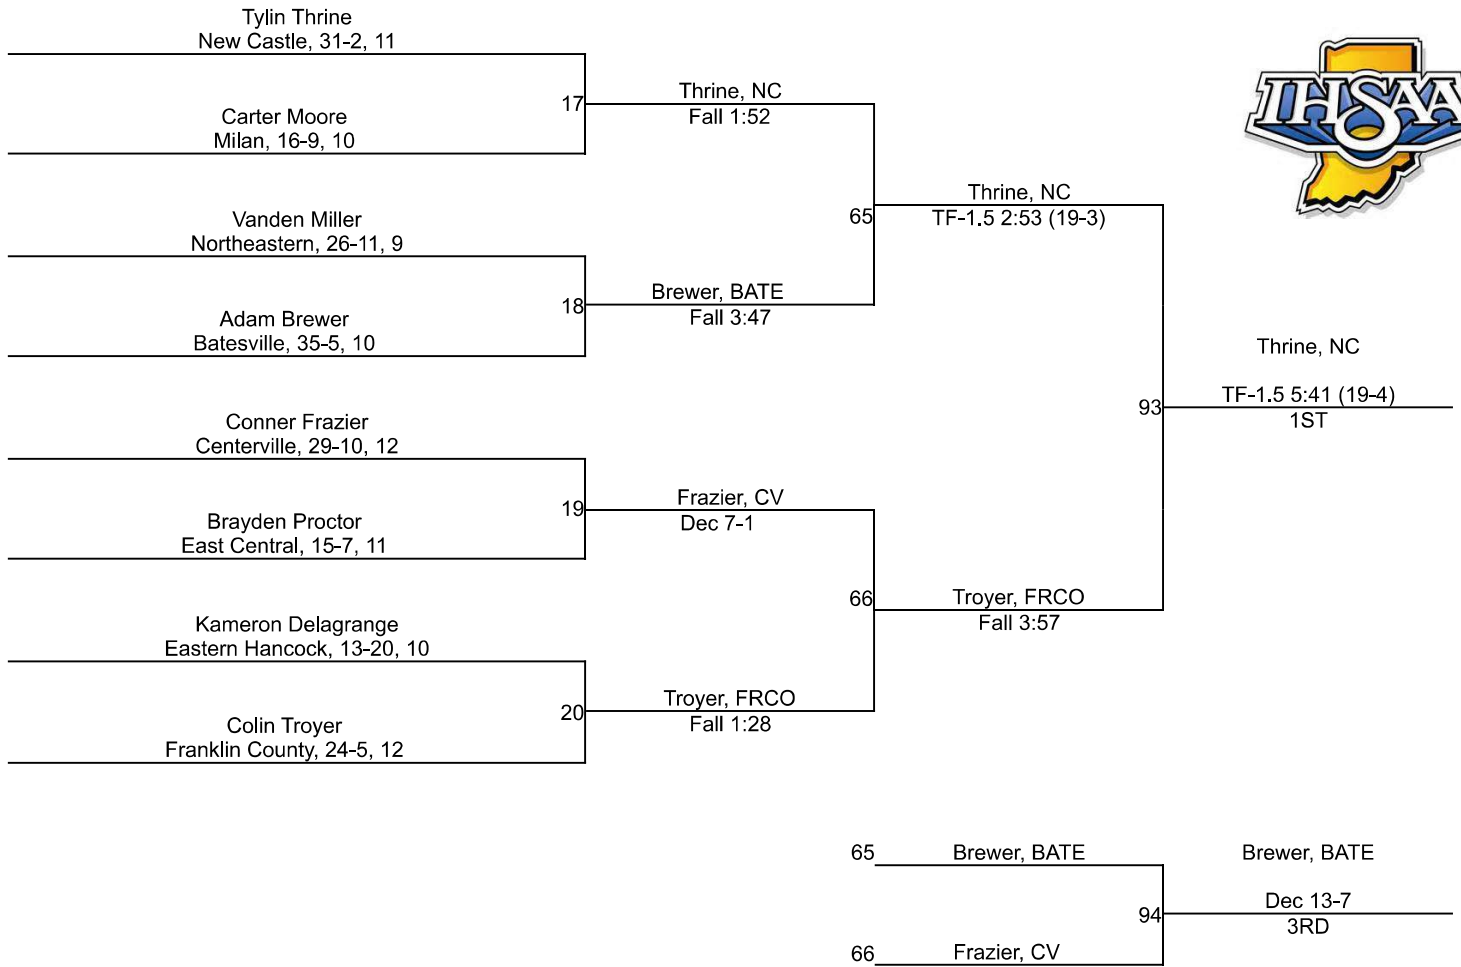 Tylin Thrine
New Castle, 31-2, 11
17
Thrine, NC
Fall 1:52
Carter Moore
Milan, 16-9, 10
IHSAA
65
Thrine, NC
TF-1.5 2:53 (19-3)
Vanden Miller
Northeastern, 26-11, 9
18
Brewer, BATE
Fall 3:47
Adam Brewer
Batesville, 35-5, 10
93
Thrine, NC
TF-1.5 5:41 (19-4)
1ST
Conner Frazier
Centerville, 29-10, 12
19
Frazier, CV
Dec 7-1
Brayden Proctor
East Central, 15-7, 11
66
Troyer, FRCO
Fall 3:57
Kameron Delagrange
Eastern Hancock, 13-20, 10
20
Troyer, FRCO
Fall 1:28
Colin Troyer
Franklin County, 24-5, 12
65
Brewer, BATE
94
Brewer, BATE
Dec 13-7
3RD
66
Frazier, CV